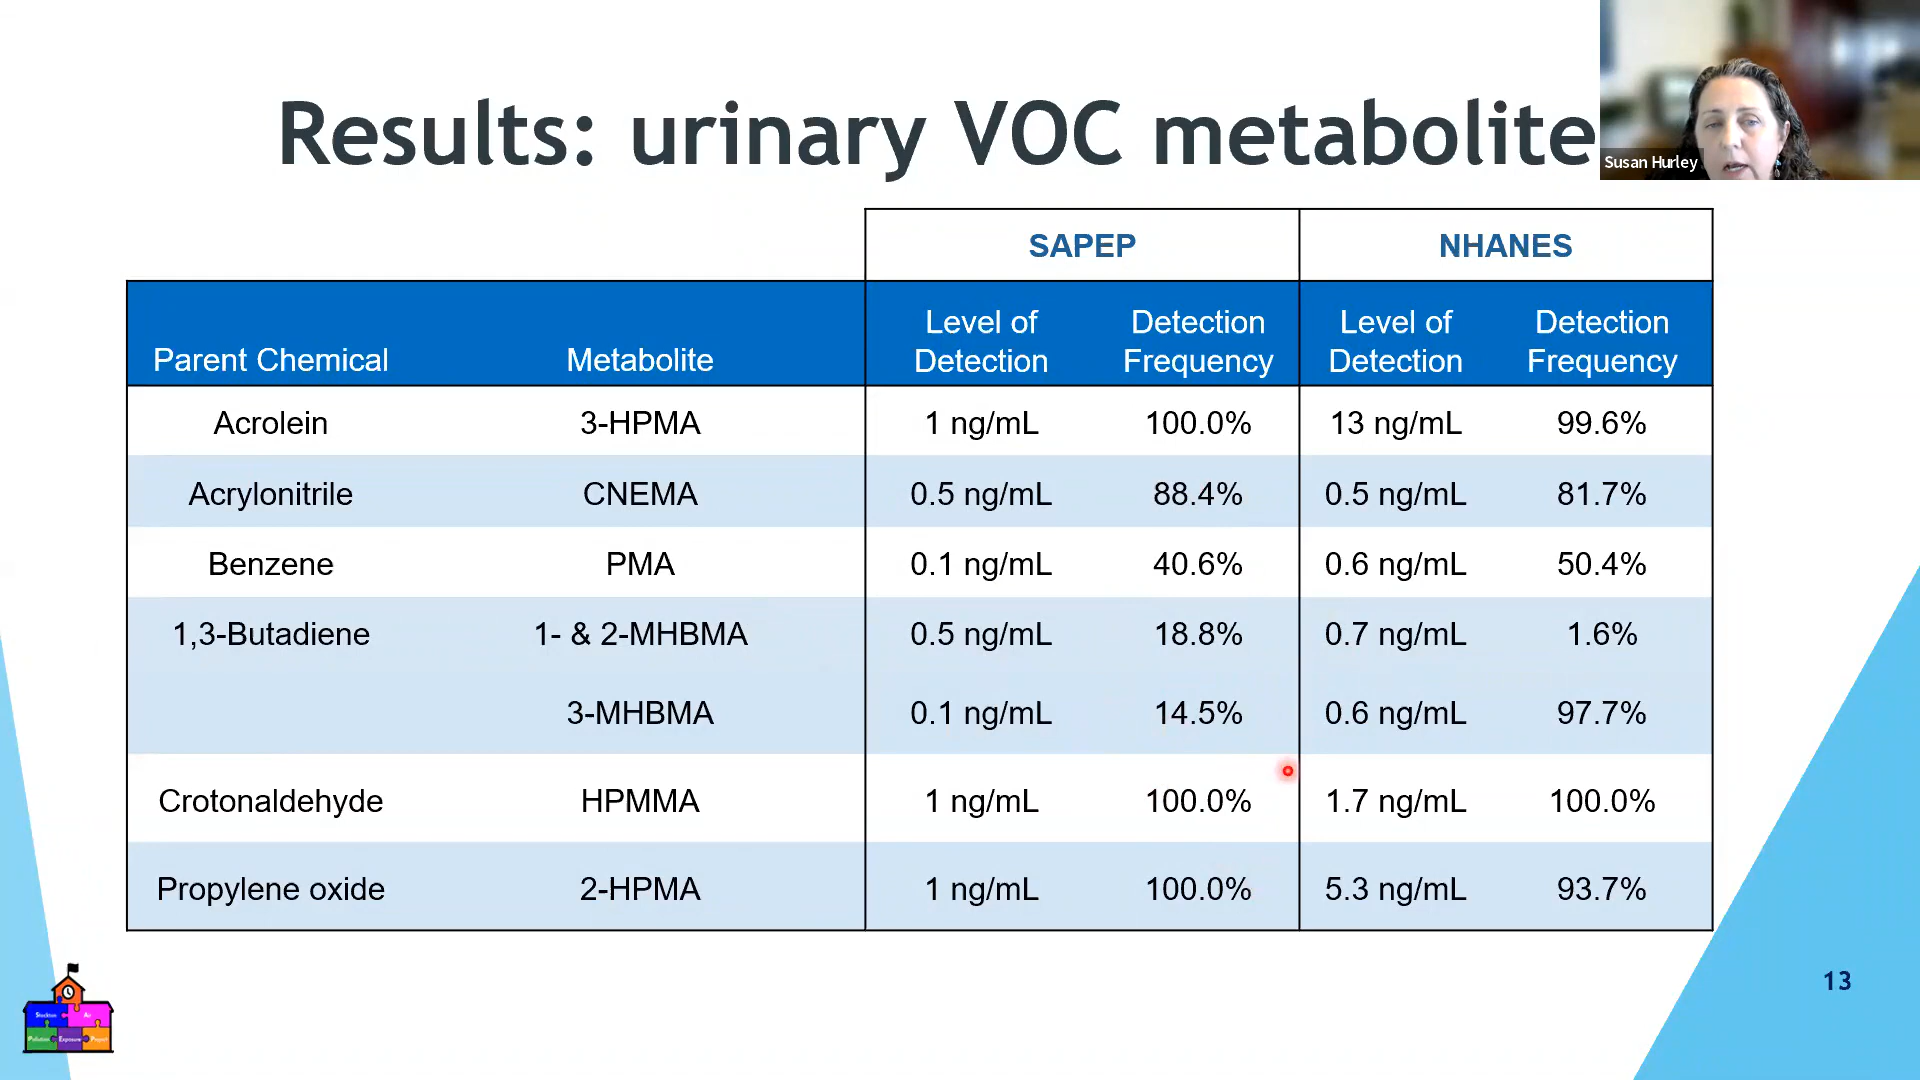 Results: urinary VOC metabolite
Susan Hurley
SAPEP NHANES
Level of Detection Level of Detection
Parent Chemical Metabolite Detection Frequency Detection Frequency
Acrolein 3-HPMA 1 ng/mL 100.0% 13 ng/mL 99.6%
Acrylonitrile CNEMA 0.5 ng/mL 88.4% 0.5 ng/mL 81.7%
Benzene PMA 0.1 ng/mL 40.6% 0.6 ng/mL 50.4%
1,3-Butadiene 1- & 2-MHBMA 0.5 ng/mL 18.8% 0.7 ng/mL 1.6%
3-MHBMA 0.1 ng/mL 14.5% 0.6 ng/mL 97.7%
Crotonaldehyde HPMMA 1 ng/mL 100.0% 1.7 ng/mL 100.0%
Propylene oxide 2-HPMA 1 ng/mL 100.0% 5.3 ng/mL 93.7%
13
Stockton Air
Pollution Exposure Project